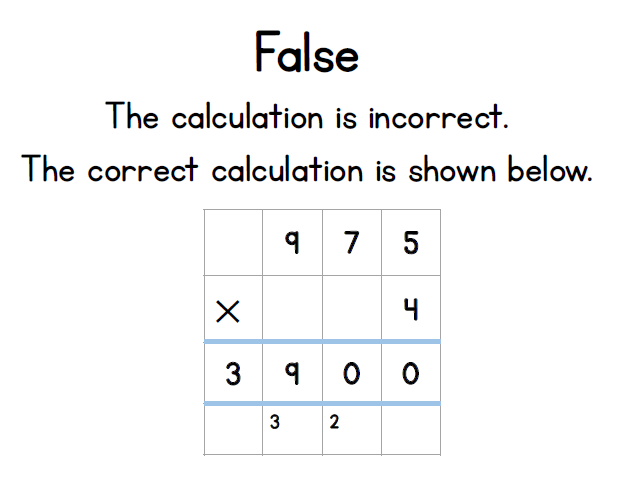 False
The calculation is incorrect.
The correct calculation is shown below.
9 7 5
× 4
3 9 0 0
3 2